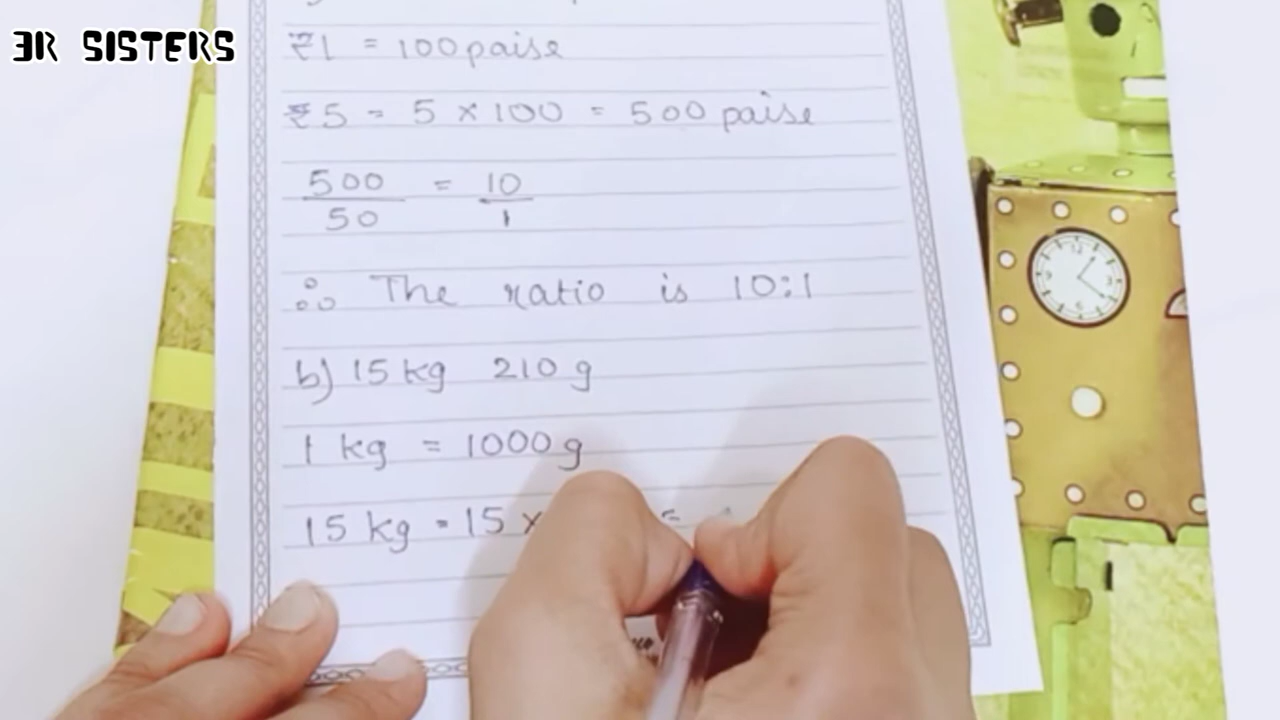 3R SISTERS
₹1 = 100 paise
₹5 = 5 × 100 = 500 paise
500/50 = 10/1
∴ The ratio is 10:1
b) 15 kg 210 g
1 kg = 1000 g
15 kg = 15 ×